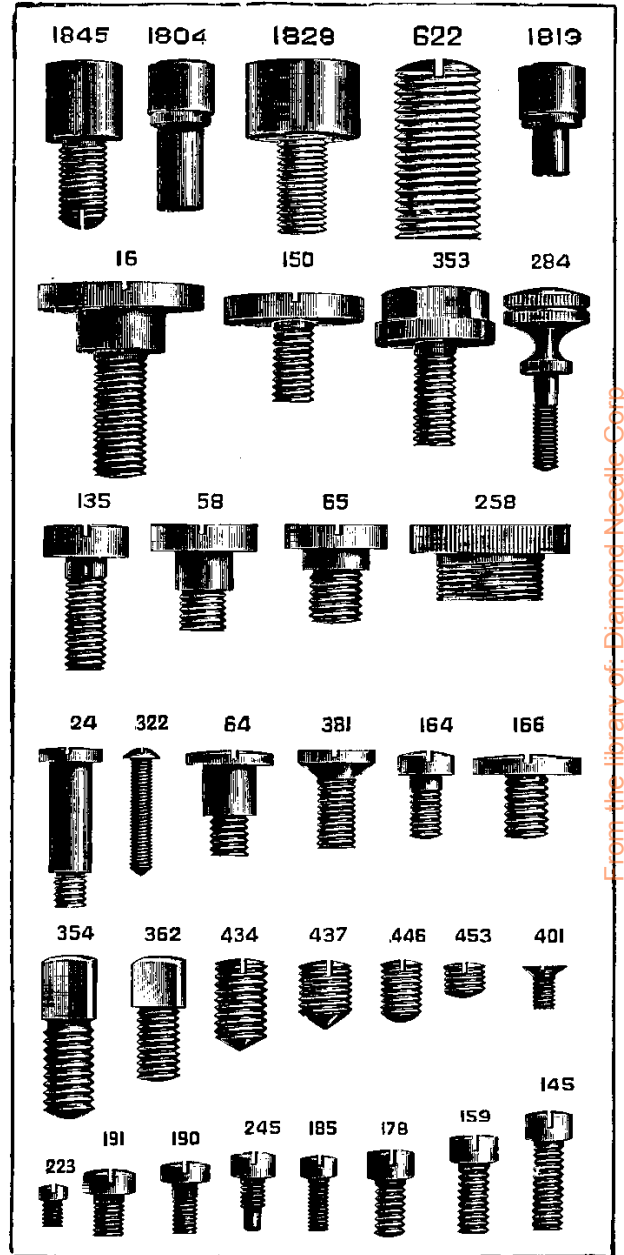 1845 1804 1828 622 1819
16 150 353 284
135 58 65 258
24 322 64 381 164 166
354 362 434 437 446 453 401
145
223 191 190 245 185 178 159
From the library of: Diamond Needle Corp